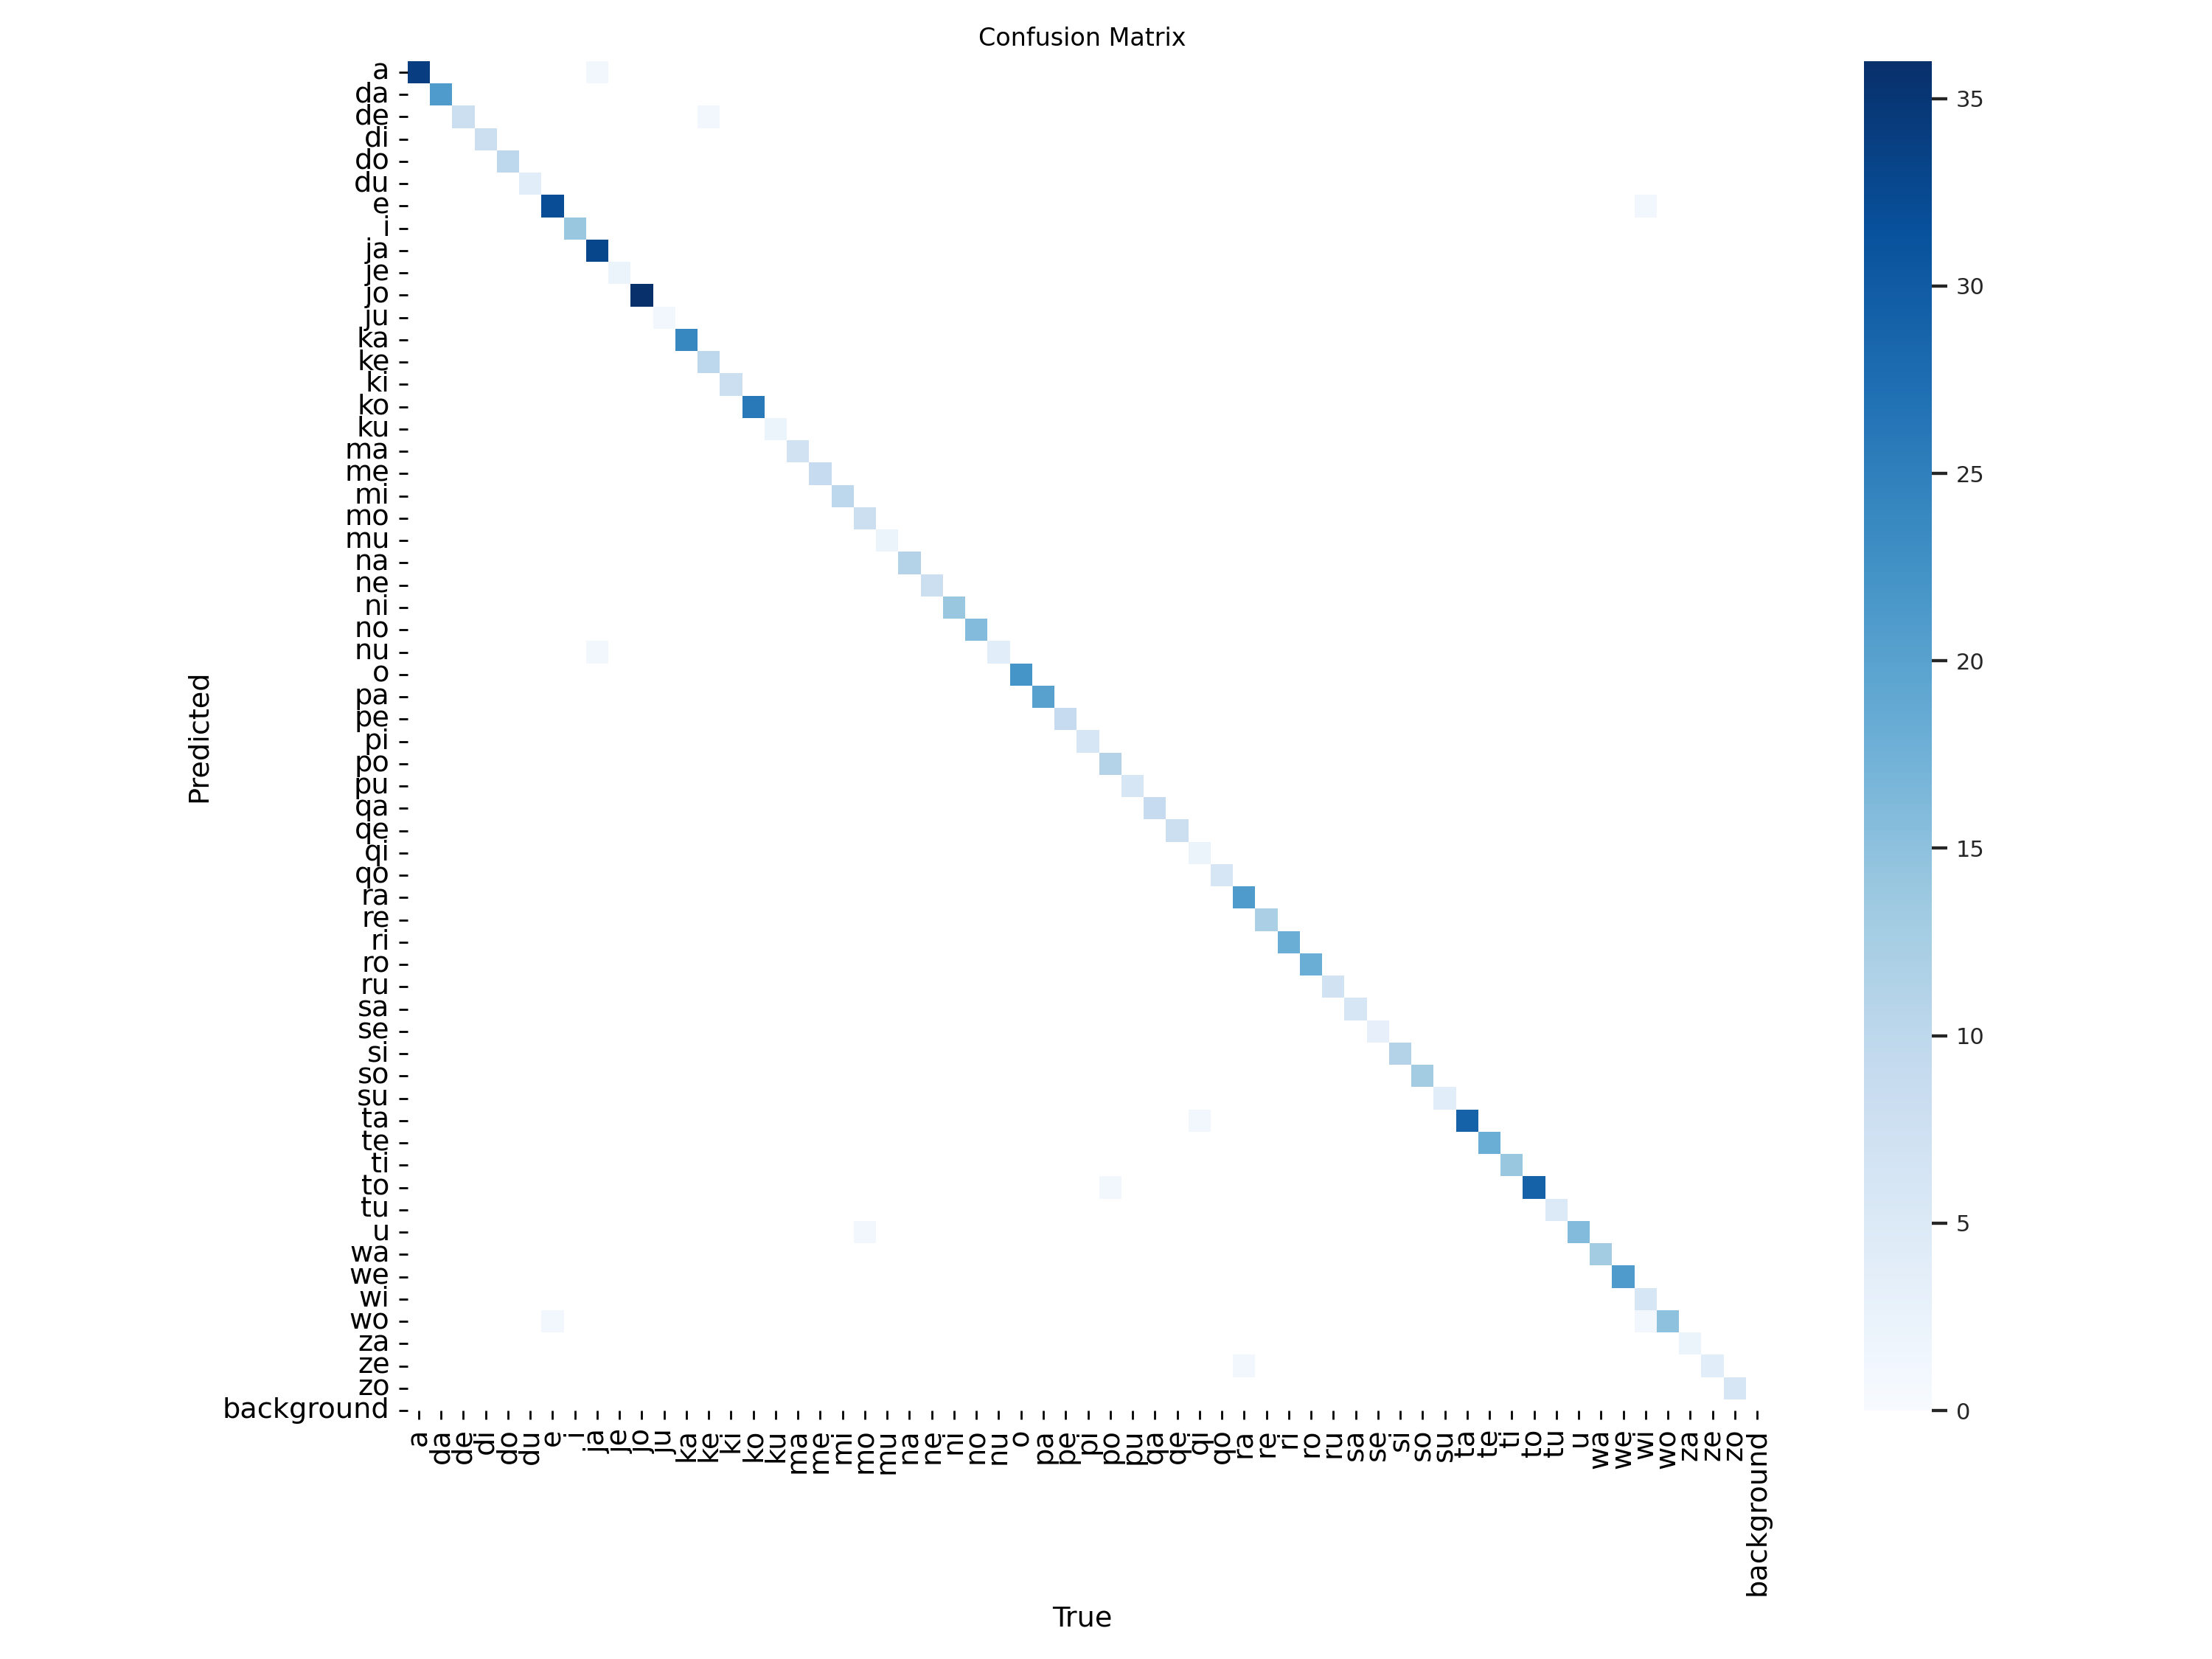 Confusion Matrix
a
da
de
di
do
du
e
i
ja
je
jo
ju
ka
ke
ki
ko
ku
ma
me
mi
mo
mu
na
ne
ni
no
nu
o
pa
pe
pi
po
pu
qa
qe
qi
qo
ra
re
ri
ro
ru
sa
se
si
so
su
ta
te
ti
to
tu
u
wa
we
wi
wo
za
ze
zo
background
Predicted
a da de di do du e i ja je jo ju ka ke ki ko ku ma me mi mo mu na ne ni no nu o pa pe pi po pu qa qe qi qo ra re ri ro ru sa se si so su ta te ti to tu u wa we wi wo za ze zo background
True
35
30
25
20
15
10
5
0